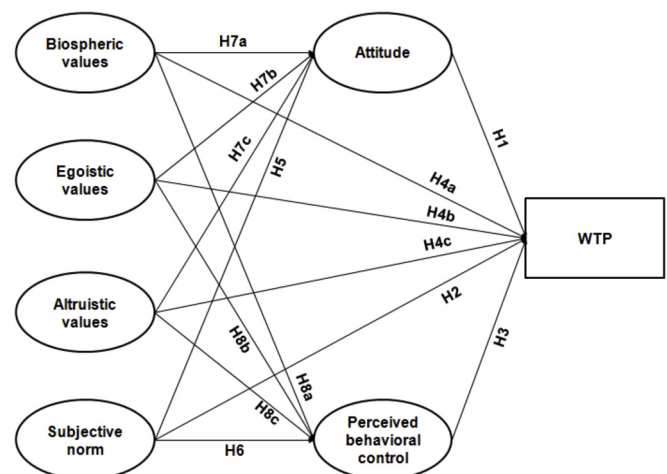 Biospheric
values
H7a
Attitude
H7b
H7c
H5
H1
Egoistic
values
H4a
H4b
H4c
WTP
Altruistic
values
H2
H3
H8b
H8a
H8c
Subjective
norm
H6
Perceived
behavioral
control